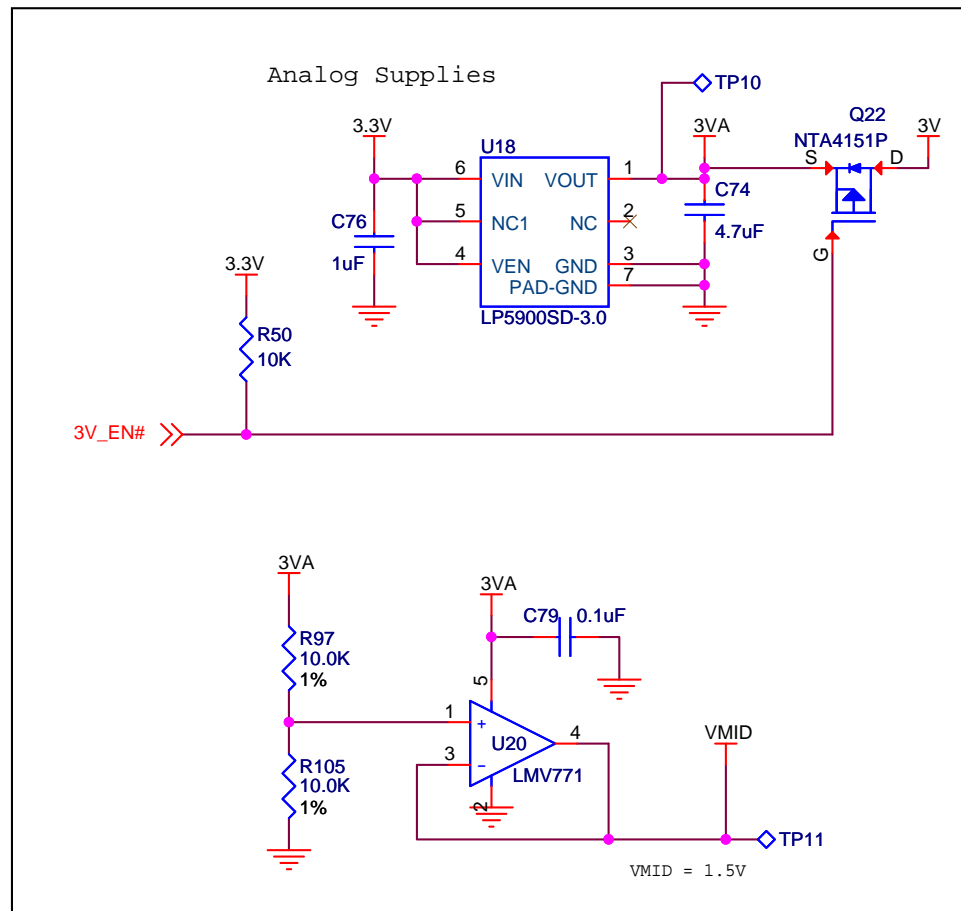 Analog Supplies
TP10
3.3V
3VA
Q22
NTA4151P
3V
U18
S
D
6
VIN
VOUT
1
C74
4.7uF
C76
1uF
5
NC1
NC
2
G
4
VEN
GND
3
PAD-GND
7
LP5900SD-3.0
3.3V
R50
10K
3V_EN#
3VA
3VA
C79
0.1uF
R97
10.0K
1%
5
1
+
U20
4
VMID
3
-
LMV771
R105
10.0K
1%
2
TP11
VMID = 1.5V